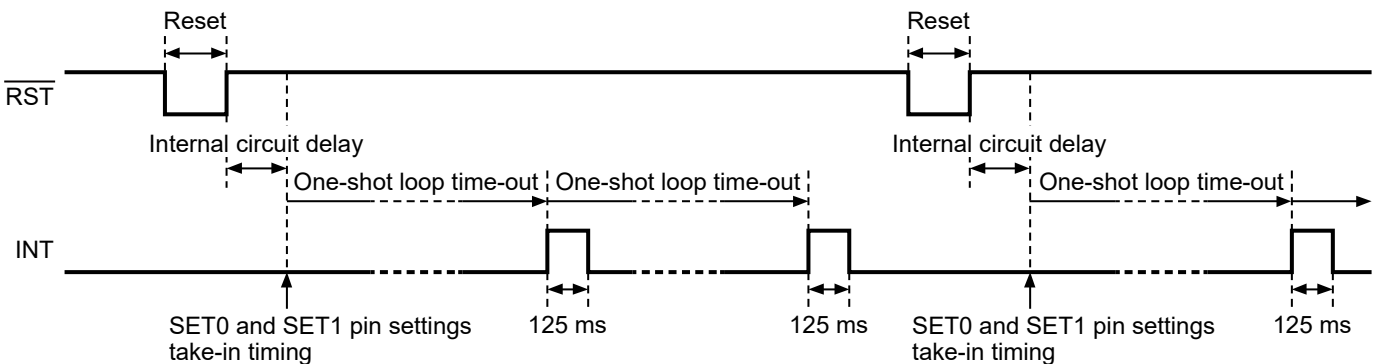 Reset
Reset
RST
Internal circuit delay
Internal circuit delay
One-shot loop time-out
One-shot loop time-out
One-shot loop time-out
INT
SET0 and SET1 pin settings
take-in timing
125 ms
125 ms
SET0 and SET1 pin settings
take-in timing
125 ms